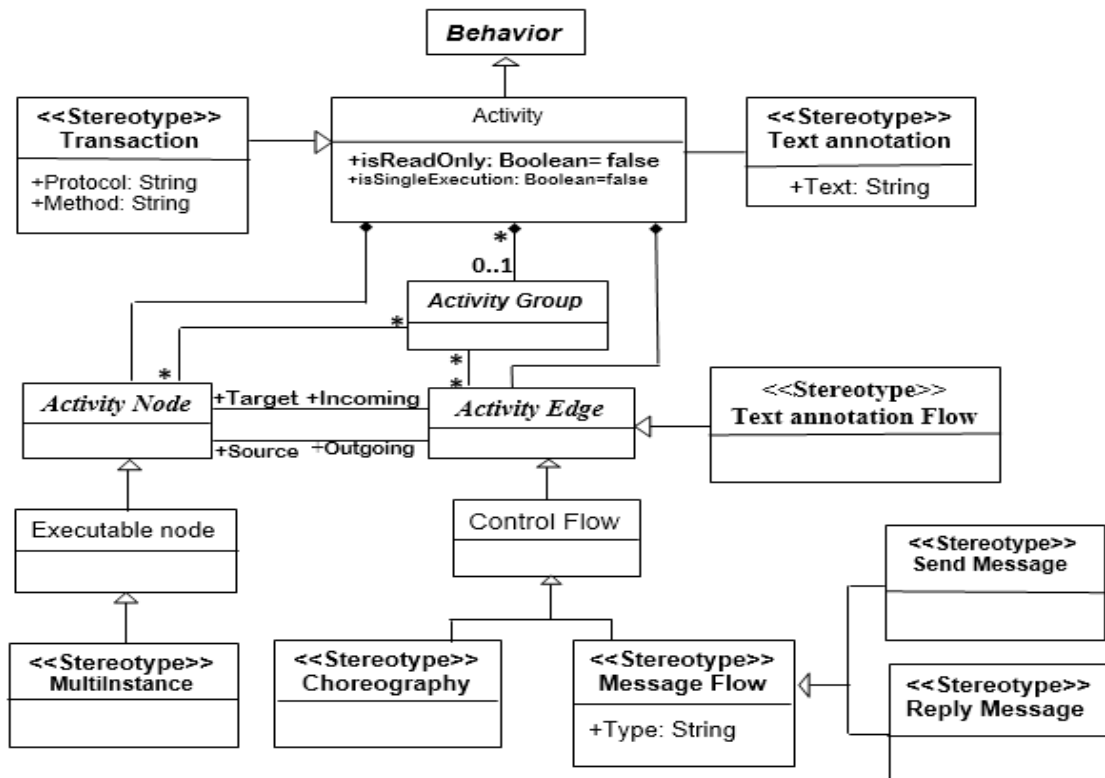 Behavior
<<Stereotype>>
Transaction
+Protocol: String
+Method: String
Activity
+isReadOnly: Boolean= false
+isSingleExecution: Boolean=false
<<Stereotype>>
Text annotation
+Text: String
*
0..1
Activity Group
*
*
*
*
Activity Node
+Target +Incoming
+Source +Outgoing
Activity Edge
<<Stereotype>>
Text annotation Flow
Executable node
Control Flow
<<Stereotype>>
Send Message
<<Stereotype>>
MultiInstance
<<Stereotype>>
Choreography
<<Stereotype>>
Message Flow
+Type: String
<<Stereotype>>
Reply Message